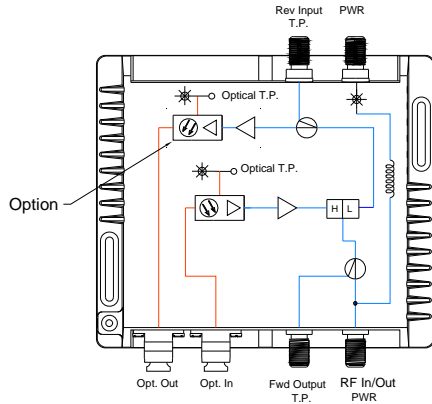 Rev Input
T.P.
PWR
Optical T.P.
Optical T.P.
Option
H L
Opt. Out
Opt. In
Fwd Output
T.P.
RF In/Out
PWR